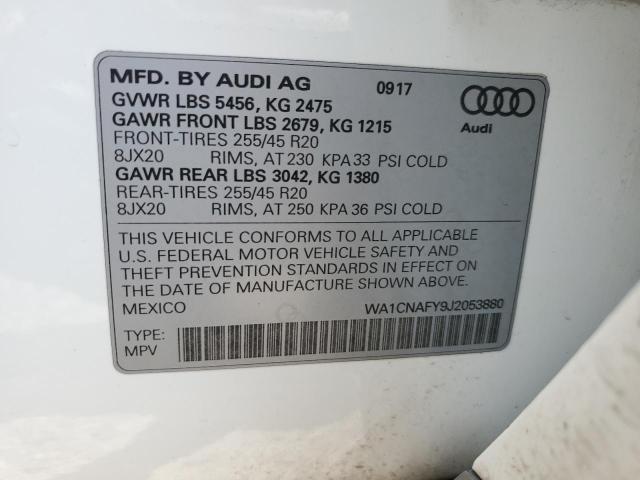 MFD. BY AUDI AG 0917
GVWR LBS 5456, KG 2475
GAWR FRONT LBS 2679, KG 1215
FRONT-TIRES 255/45 R20
8JX20 RIMS, AT 230 KPA 33 PSI COLD
GAWR REAR LBS 3042, KG 1380
REAR-TIRES 255/45 R20
8JX20 RIMS, AT 250 KPA 36 PSI COLD
Audi
THIS VEHICLE CONFORMS TO ALL APPLICABLE
U.S. FEDERAL MOTOR VEHICLE SAFETY AND
THEFT PREVENTION STANDARDS IN EFFECT ON
THE DATE OF MANUFACTURE SHOWN ABOVE.
MEXICO WA1CNAFY9J2053880
TYPE:
MPV